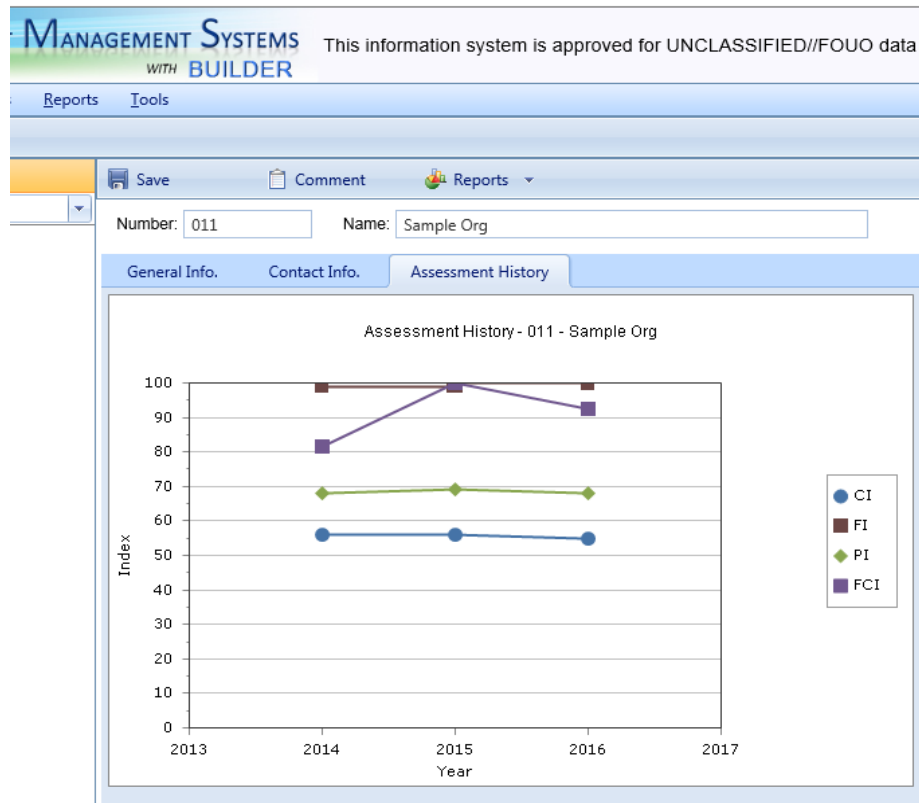 MANAGEMENT SYSTEMS
WITH BUILDER
This information system is approved for UNCLASSIFIED//FOUO data
Reports Tools
Save Comment Reports
Number: 011 Name: Sample Org
General Info. Contact Info. Assessment History
Assessment History - 011 - Sample Org
100
90
80
70
60
50
40
30
20
10
0
Index
2013 2014 2015 2016 2017
Year
CI
FI
PI
FCI